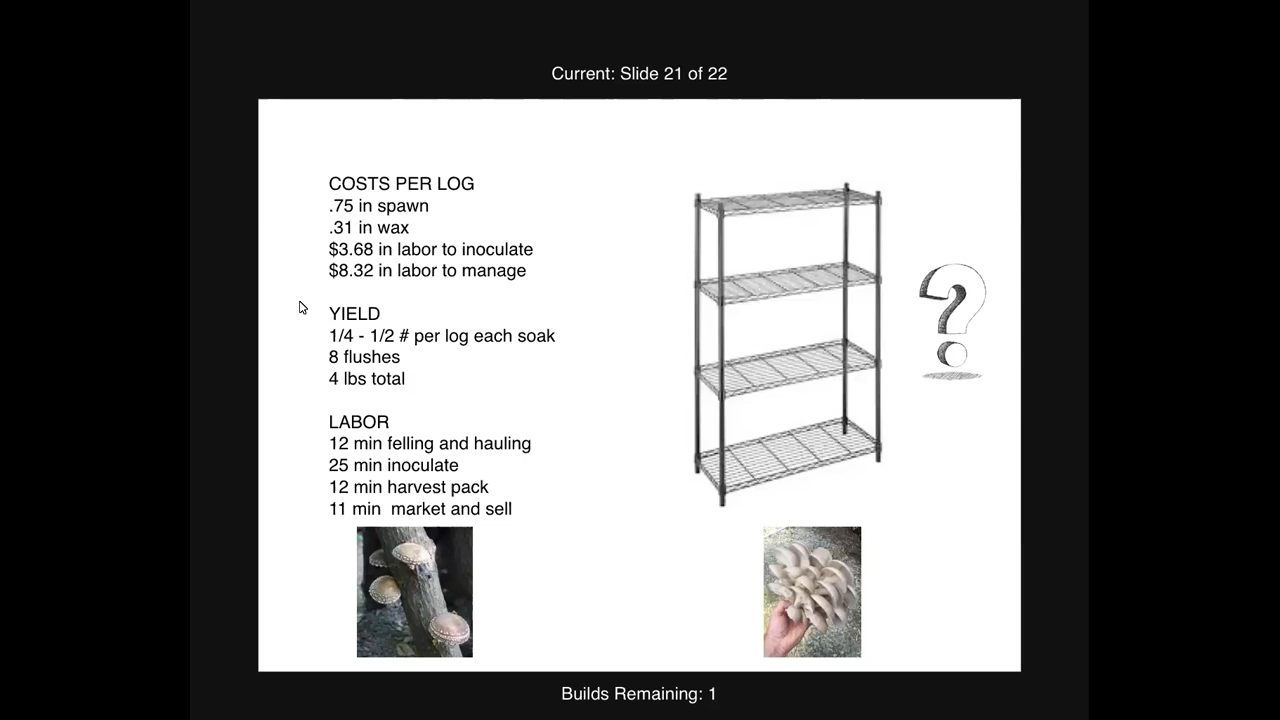 Current: Slide 21 of 22
COSTS PER LOG
.75 in spawn
.31 in wax
$3.68 in labor to inoculate
$8.32 in labor to manage
YIELD
1/4 - 1/2 # per log each soak
8 flushes
4 lbs total
LABOR
12 min felling and hauling
25 min inoculate
12 min harvest pack
11 min  market and sell
?
Builds Remaining: 1